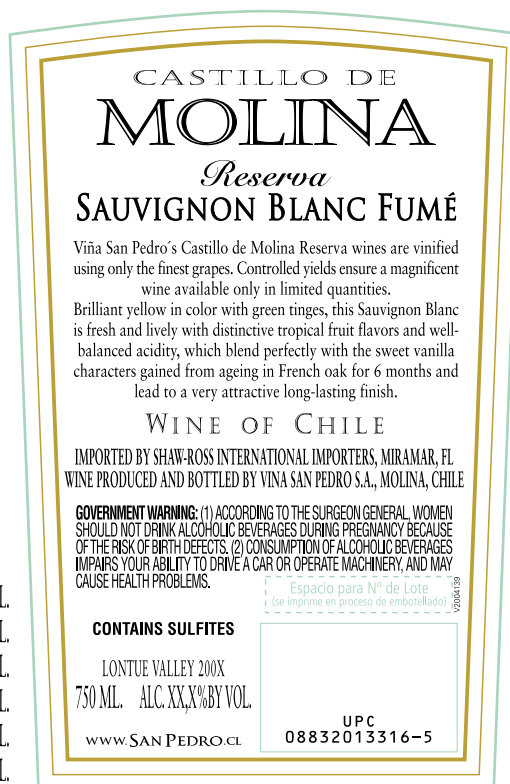 CASTILLO DE
MOLINA
Reserva
SAUVIGNON BLANC FUMÉ
Viña San Pedro´s Castillo de Molina Reserva wines are vinified
using only the finest grapes. Controlled yields ensure a magnificent
wine available only in limited quantities.
Brilliant yellow in color with green tinges, this Sauvignon Blanc
is fresh and lively with distinctive tropical fruit flavors and well-
balanced acidity, which blend perfectly with the sweet vanilla
characters gained from ageing in French oak for 6 months and
lead to a very attractive long-lasting finish.
WINE OF CHILE
IMPORTED BY SHAW-ROSS INTERNATIONAL IMPORTERS, MIRAMAR, FL
WINE PRODUCED AND BOTTLED BY VINA SAN PEDRO S.A., MOLINA, CHILE
GOVERNMENT WARNING: (1) ACCORDING TO THE SURGEON GENERAL, WOMEN
SHOULD NOT DRINK ALCOHOLIC BEVERAGES DURING PREGNANCY BECAUSE
OF THE RISK OF BIRTH DEFECTS. (2) CONSUMPTION OF ALCOHOLIC BEVERAGES
IMPAIRS YOUR ABILITY TO DRIVE A CAR OR OPERATE MACHINERY, AND MAY
CAUSE HEALTH PROBLEMS.
Espacio para Nº de Lote
(se imprime en proceso de embotellado)
V2004139
CONTAINS SULFITES
LONTUE VALLEY 200X
750 ML. ALC. XX,X%BY VOL.
WWW.SAN PEDRO.CL
UPC
08832013316-5
L.
L.
L.
L.
L.
L.